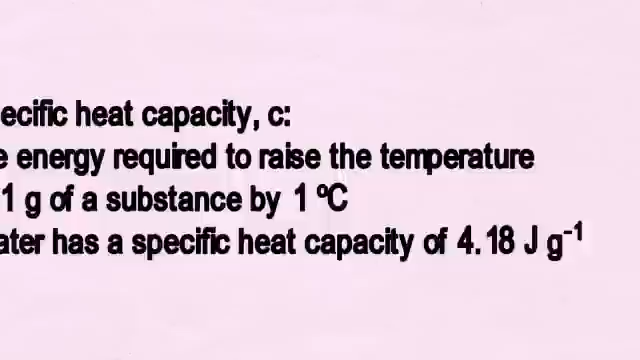 ecific heat capacity, c:
e energy required to raise the temperature
1 g of a substance by 1 ºC
ater has a specific heat capacity of 4.18 J g⁻¹